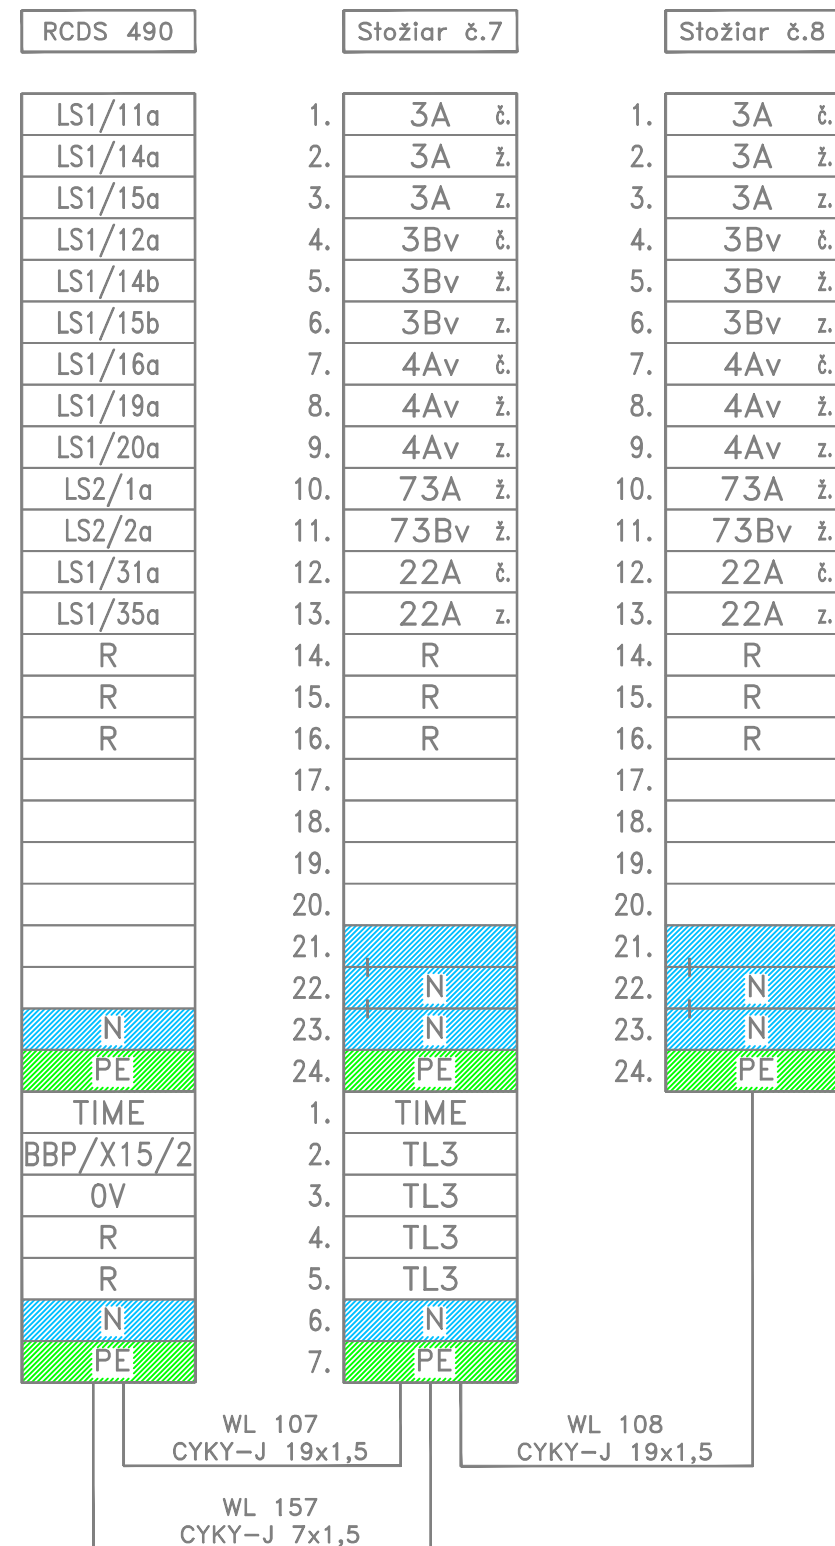 RCDS 490 Stožiar č.7 Stožiar č.8
LS1/11a 1. 3A č. 1. 3A č.
LS1/14a 2. 3A ž. 2. 3A ž.
LS1/15a 3. 3A z. 3. 3A z.
LS1/12a 4. 3Bv č. 4. 3Bv č.
LS1/14b 5. 3Bv ž. 5. 3Bv ž.
LS1/15b 6. 3Bv z. 6. 3Bv z.
LS1/16a 7. 4Av č. 7. 4Av č.
LS1/19a 8. 4Av ž. 8. 4Av ž.
LS1/20a 9. 4Av z. 9. 4Av z.
LS2/1a 10. 73A ž. 10. 73A ž.
LS2/2a 11. 73Bv ž. 11. 73Bv ž.
LS1/31a 12. 22A č. 12. 22A č.
LS1/35a 13. 22A z. 13. 22A z.
R 14. R 14. R
R 15. R 15. R
R 16. R 16. R
17. 17.
18. 18.
19. 19.
20. 20.
21. 21.
22. N 22. N
N 23. N 23. N
PE 24. PE 24. PE
TIME 1. TIME
BBP/X15/2 2. TL3
0V 3. TL3
R 4. TL3
R 5. TL3
N 6. N
PE 7. PE
WL 107 WL 108
CYKY-J 19x1,5 CYKY-J 19x1,5
WL 157
CYKY-J 7x1,5